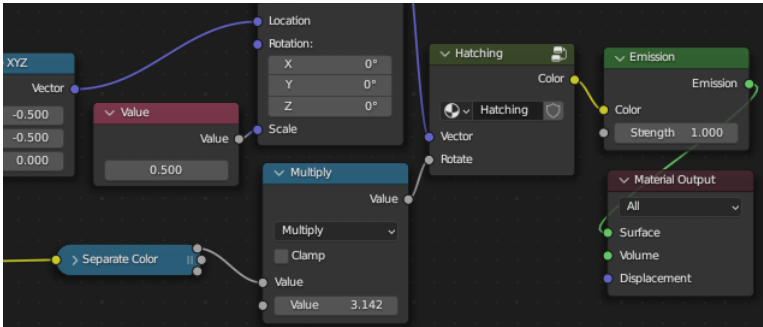 XYZ
Vector
-0.500
-0.500
0.000
Value
Value
0.500
Location
Rotation:
X 0°
Y 0°
Z 0°
Scale
Multiply
Value
Multiply
Clamp
Value
Value 3.142
Separate Color
Hatching
Color
Hatching
Vector
Rotate
Emission
Emission
Color
Strength 1.000
Material Output
All
Surface
Volume
Displacement